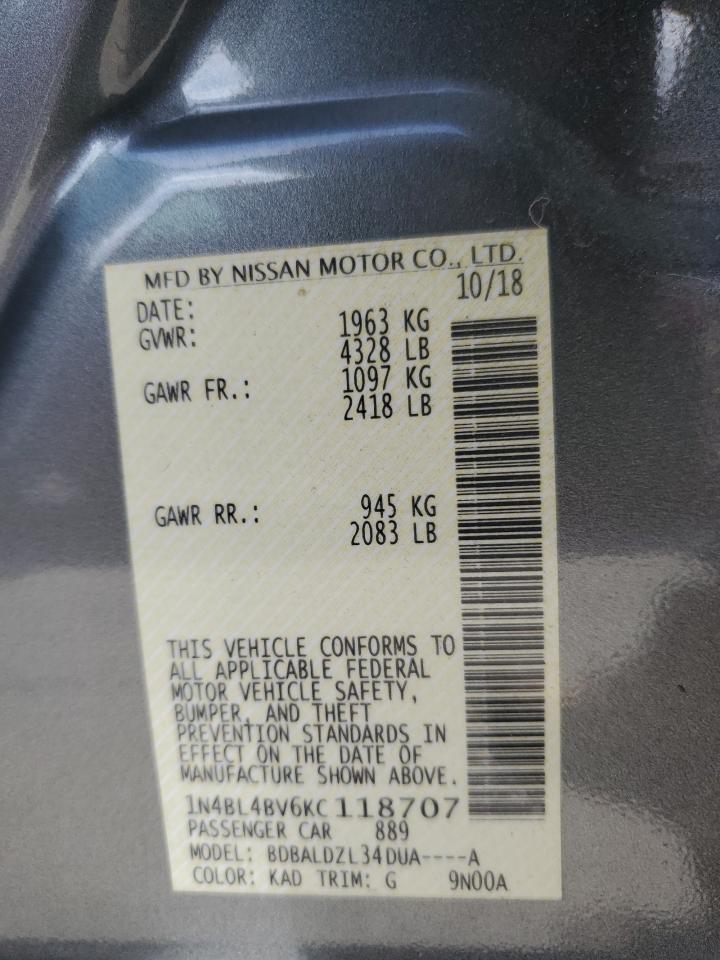 MFD BY NISSAN MOTOR CO., LTD.
DATE: 10/18
GVWR: 1963 KG
4328 LB
GAWR FR.: 1097 KG
2418 LB
GAWR RR.: 945 KG
2083 LB
THIS VEHICLE CONFORMS TO
ALL APPLICABLE FEDERAL
MOTOR VEHICLE SAFETY,
BUMPER, AND THEFT
PREVENTION STANDARDS IN
EFFECT ON THE DATE OF
MANUFACTURE SHOWN ABOVE.
1N4BL4BV6KC118707
PASSENGER CAR 889
MODEL: BDBALDZL34DUA----A
COLOR: KAD TRIM: G 9N00A